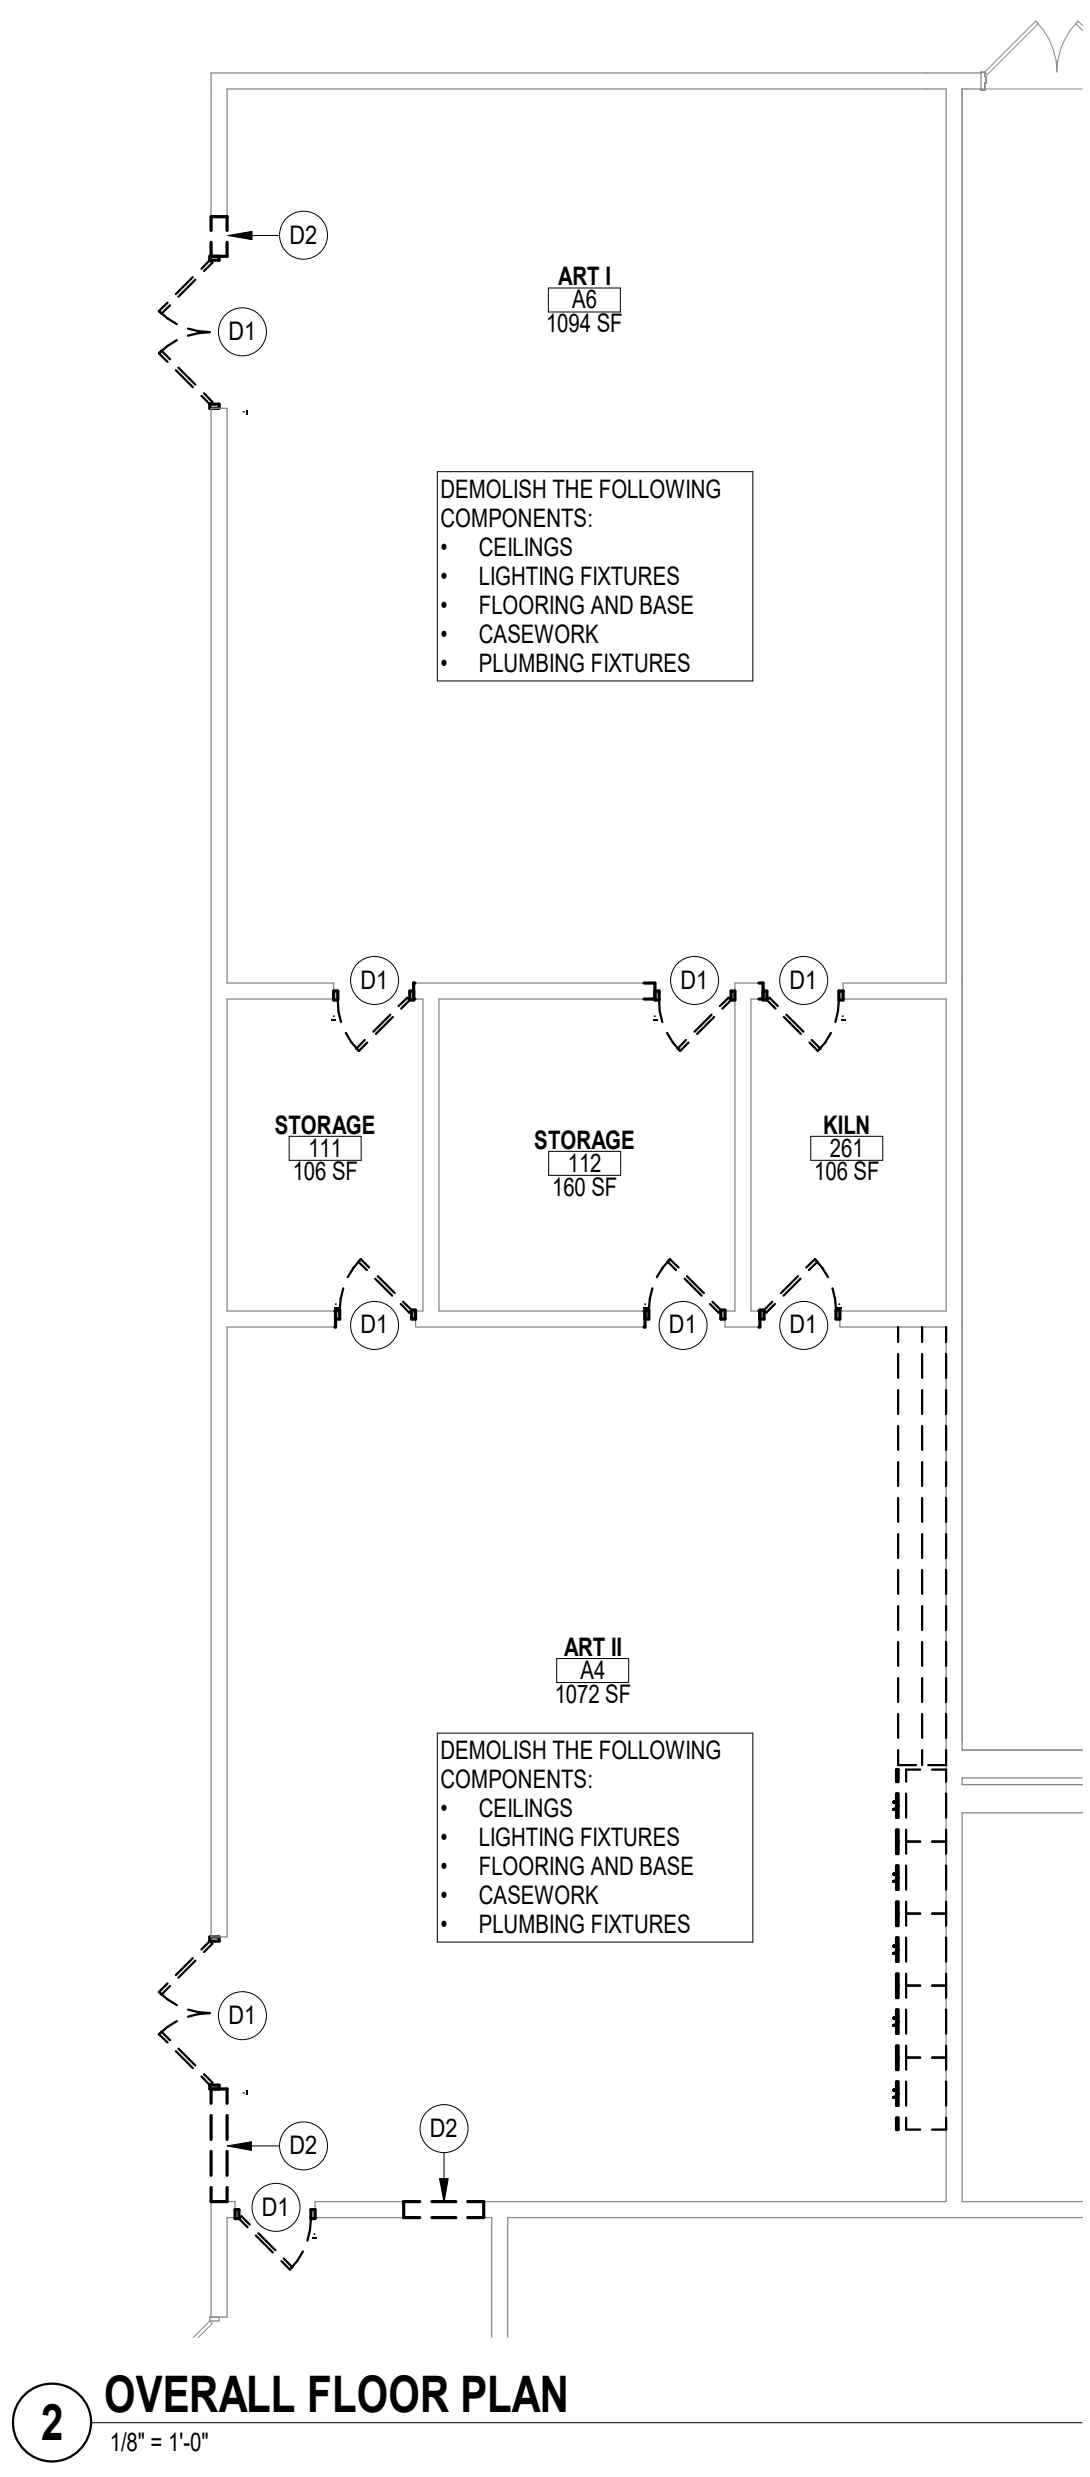 D2
ART I
A6
1094 SF
D1
DEMOLISH THE FOLLOWING
COMPONENTS:
• CEILINGS
• LIGHTING FIXTURES
• FLOORING AND BASE
• CASEWORK
• PLUMBING FIXTURES
D1
D1
D1
STORAGE
111
106 SF
STORAGE
112
160 SF
KILN
261
106 SF
D1
D1
D1
ART II
A4
1072 SF
DEMOLISH THE FOLLOWING
COMPONENTS:
• CEILINGS
• LIGHTING FIXTURES
• FLOORING AND BASE
• CASEWORK
• PLUMBING FIXTURES
D1
D2
D2
D1
2
OVERALL FLOOR PLAN
1/8" = 1'-0"